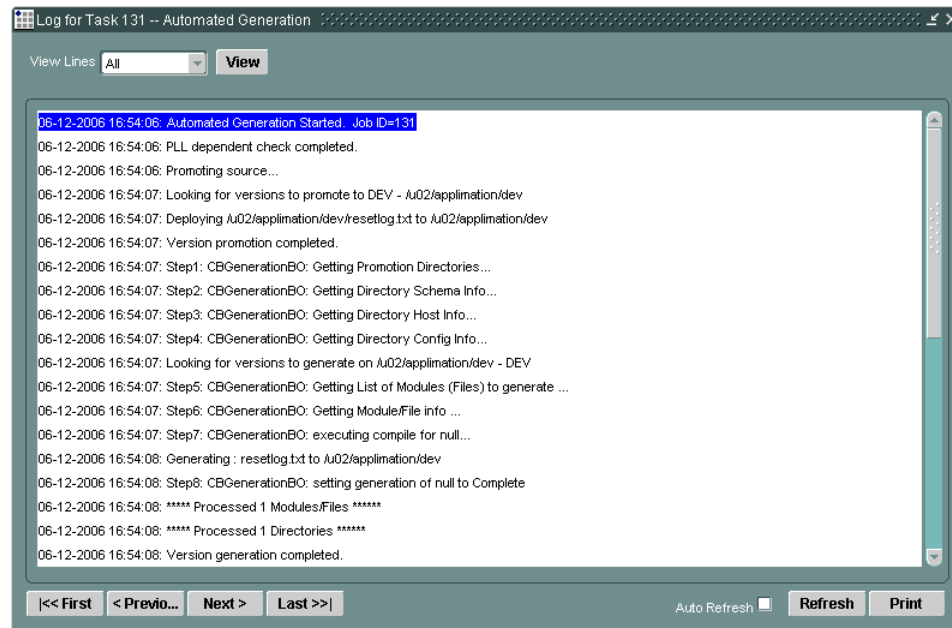 Log for Task 131 -- Automated Generation
View Lines All View
06-12-2006 16:54:06: Automated Generation Started. Job ID=131
06-12-2006 16:54:06: PLL dependent check completed.
06-12-2006 16:54:06: Promoting source...
06-12-2006 16:54:07: Looking for versions to promote to DEV - /u02/applimation/dev
06-12-2006 16:54:07: Deploying /u02/applimation/dev/resetlog.txt to /u02/applimation/dev
06-12-2006 16:54:07: Version promotion completed.
06-12-2006 16:54:07: Step1: CBGenerationBO: Getting Promotion Directories...
06-12-2006 16:54:07: Step2: CBGenerationBO: Getting Directory Schema Info...
06-12-2006 16:54:07: Step3: CBGenerationBO: Getting Directory Host Info...
06-12-2006 16:54:07: Step4: CBGenerationBO: Getting Directory Config Info...
06-12-2006 16:54:07: Looking for versions to generate on /u02/applimation/dev - DEV
06-12-2006 16:54:07: Step5: CBGenerationBO: Getting List of Modules (Files) to generate ...
06-12-2006 16:54:07: Step6: CBGenerationBO: Getting Module/File info ...
06-12-2006 16:54:07: Step7: CBGenerationBO: executing compile for null...
06-12-2006 16:54:08: Generating : resetlog.txt to /u02/applimation/dev
06-12-2006 16:54:08: Step8: CBGenerationBO: setting generation of null to Complete
06-12-2006 16:54:08: ***** Processed 1 Modules/Files ******
06-12-2006 16:54:08: ***** Processed 1 Directories ******
06-12-2006 16:54:08: Version generation completed.
|<< First < Previo... Next > Last >>| Auto Refresh Refresh Print